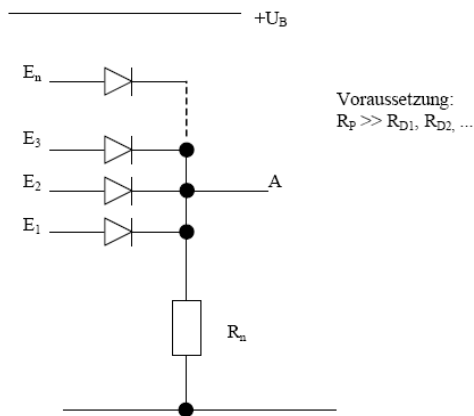 +U_B
E_n
Voraussetzung:
R_P >> R_D1, R_D2, ...
E_3
E_2
A
E_1
R_n